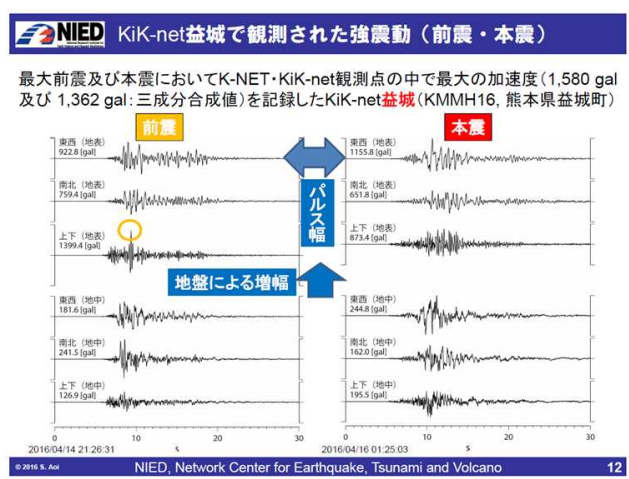 NIED
KiK-net益城で観測された強震動（前震・本震）
最大前震及び本震においてK-NET・KiK-net観測点の中で最大の加速度（1,580 gal
及び 1,362 gal：三成分合成値）を記録したKiK-net益城（KMMH16, 熊本県益城町）
前震
本震
東西（地表）
922.8 [gal]
南北（地表）
759.4 [gal]
上下（地表）
1399.4 [gal]
東西（地中）
181.6 [gal]
南北（地中）
241.5 [gal]
上下（地中）
126.9 [gal]
0 10 20 30
2016/04/14 21:26:31 s
パルス幅
地盤による増幅
東西（地表）
1155.8 [gal]
南北（地表）
651.8 [gal]
上下（地表）
873.4 [gal]
東西（地中）
244.8 [gal]
南北（地中）
162.0 [gal]
上下（地中）
195.5 [gal]
0 10 20 30
2016/04/16 01:25:03 s
© 2016 S. Aoi
NIED, Network Center for Earthquake, Tsunami and Volcano
12